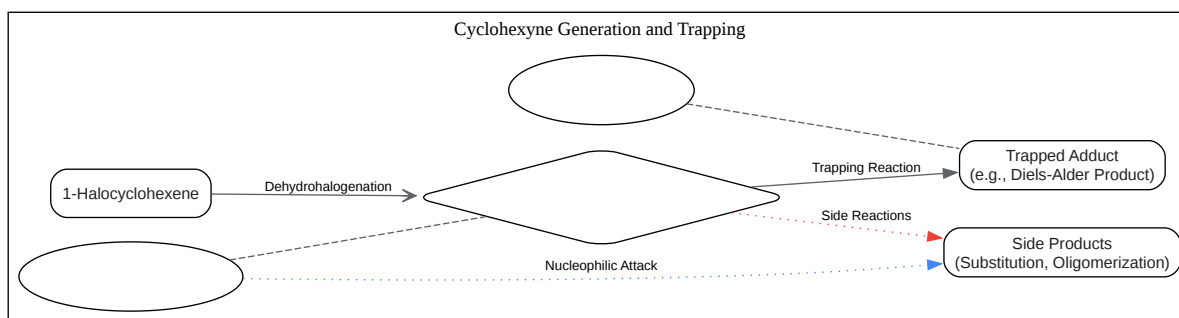 Cyclohexyne Generation and Trapping
1-Halocyclohexene
Dehydrohalogenation
Trapping Reaction
Trapped Adduct
(e.g., Diels-Alder Product)
Side Reactions
Side Products
(Substitution, Oligomerization)
Nucleophilic Attack